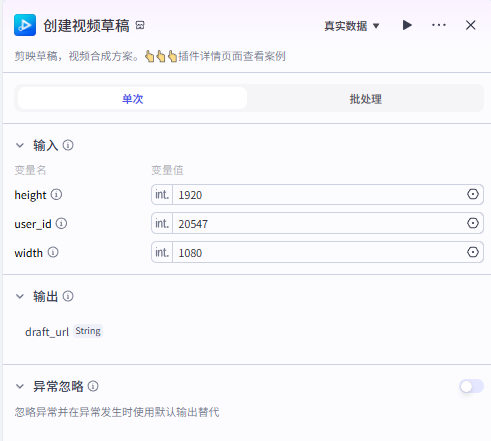 创建视频草稿
真实数据
剪映草稿，视频合成方案。👆👆👆插件详情页面查看案例
单次
批处理
输入
变量名 变量值
height int. 1920
user_id int. 20547
width int. 1080
输出
draft_url String
异常忽略
忽略异常并在异常发生时使用默认输出替代